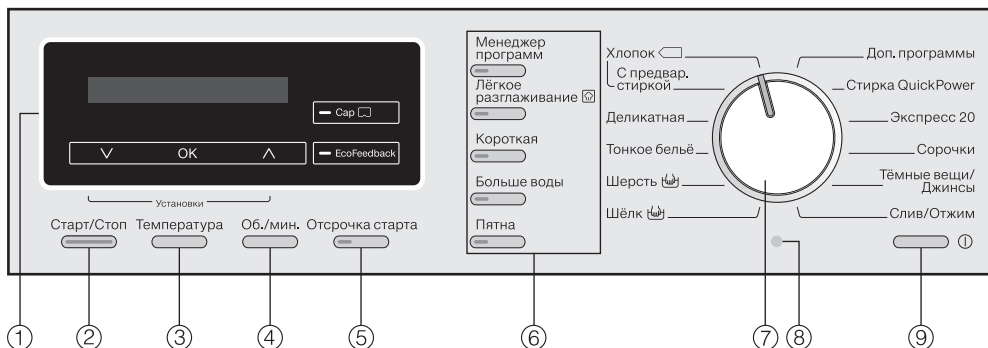 Cap
OK
EcoFeedback
Установки
Старт/Стоп
Температура
Об./мин.
Отсрочка старта
Менеджер
программ
Лёгкое
разглаживание
Короткая
Больше воды
Пятна
Хлопок
С предвар.
стиркой
Деликатная
Тонкое бельё
Шерсть
Шёлк
Доп. программы
Стирка QuickPower
Экспресс 20
Сорочки
Тёмные вещи/
Джинсы
Слив/Отжим
1
2
3
4
5
6
7
8
9